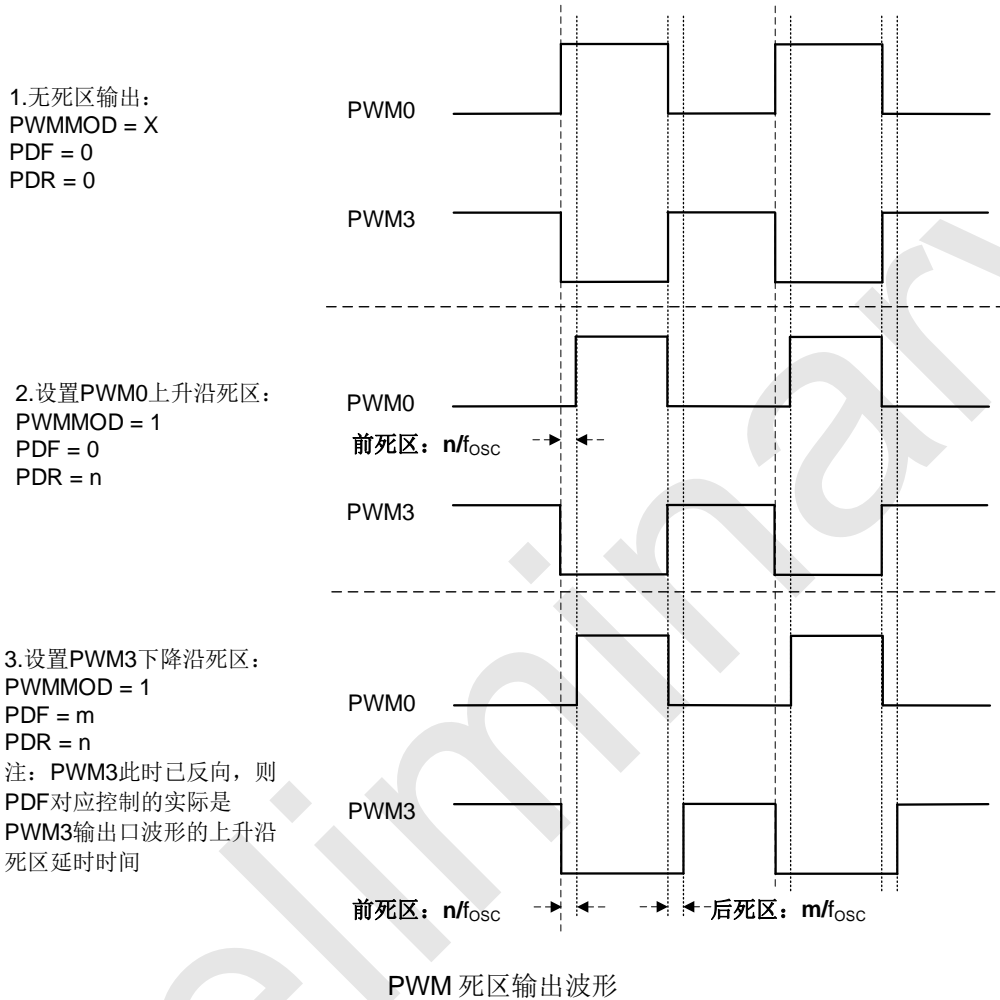 1.无死区输出：
PWMMOD = X
PDF = 0
PDR = 0
PWM0
PWM3
2.设置PWM0上升沿死区：
PWMMOD = 1
PDF = 0
PDR = n
PWM0
前死区：n/fOSC
PWM3
3.设置PWM3下降沿死区：
PWMMOD = 1
PDF = m
PDR = n
注：PWM3此时已反向，则
PDF对应控制的实际是
PWM3输出口波形的上升沿
死区延时时间
PWM0
PWM3
前死区：n/fOSC
后死区：m/fOSC
PWM 死区输出波形
eliminary